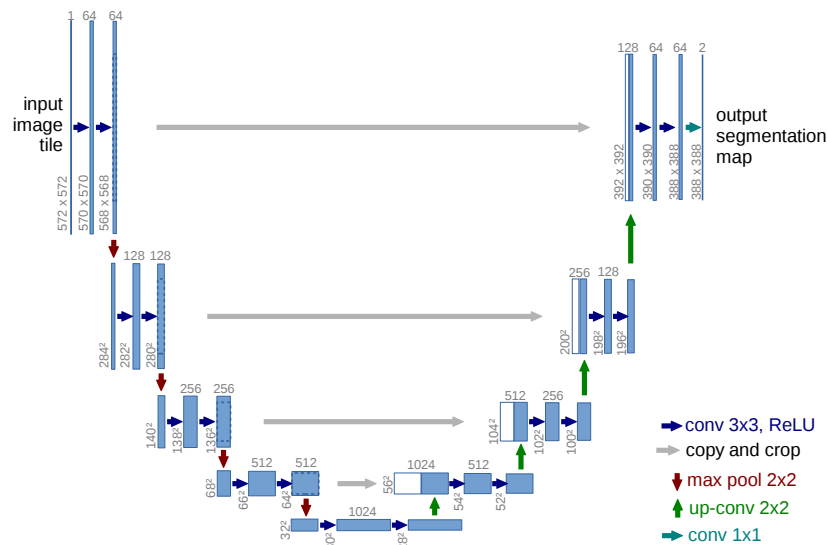 1 64 64
128 64 64 2
input
image
tile
output
segmentation
map
572 x 572
570 x 570
568 x 568
392 x 392
390 x 390
388 x 388
388 x 388
128 128
256 128
284²
282²
280²
200²
198²
196²
256 256
512 256
140²
138²
136²
104²
102²
100²
conv 3x3, ReLU
copy and crop
max pool 2x2
up-conv 2x2
conv 1x1
512 512
1024 512
68²
66²
64²
56²
54²
52²
1024
32²